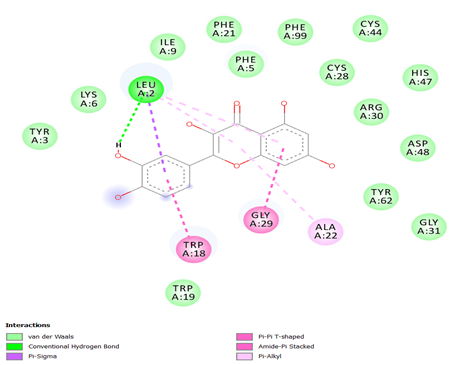 PHE
A:21
PHE
A:99
CYS
A:44
ILE
A:9
PHE
A:5
CYS
A:28
HIS
A:47
LEU
A:2
LYS
A:6
ARG
A:30
TYR
A:3
ASP
A:48
H
O
O
TYR
A:62
GLY
A:31
GLY
A:29
ALA
A:22
TRP
A:18
TRP
A:19
Interactions
van der Waals
Conventional Hydrogen Bond
Pi-Sigma
Pi-Pi T-shaped
Amide-Pi Stacked
Pi-Alkyl